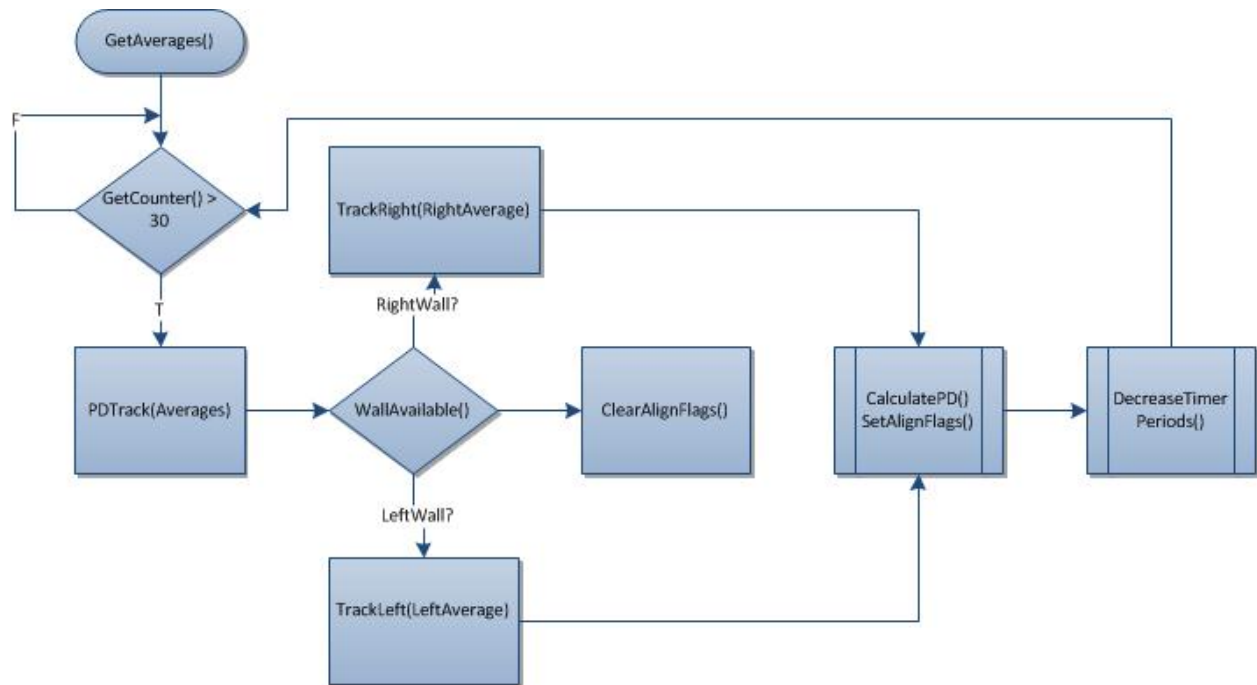 GetAverages()
F
GetCounter() >
30
T
PDTrack(Averages)
WallAvailable()
RightWall?
TrackRight(RightAverage)
ClearAlignFlags()
LeftWall?
TrackLeft(LeftAverage)
CalculatePD()
SetAlignFlags()
DecreaseTimer
Periods()